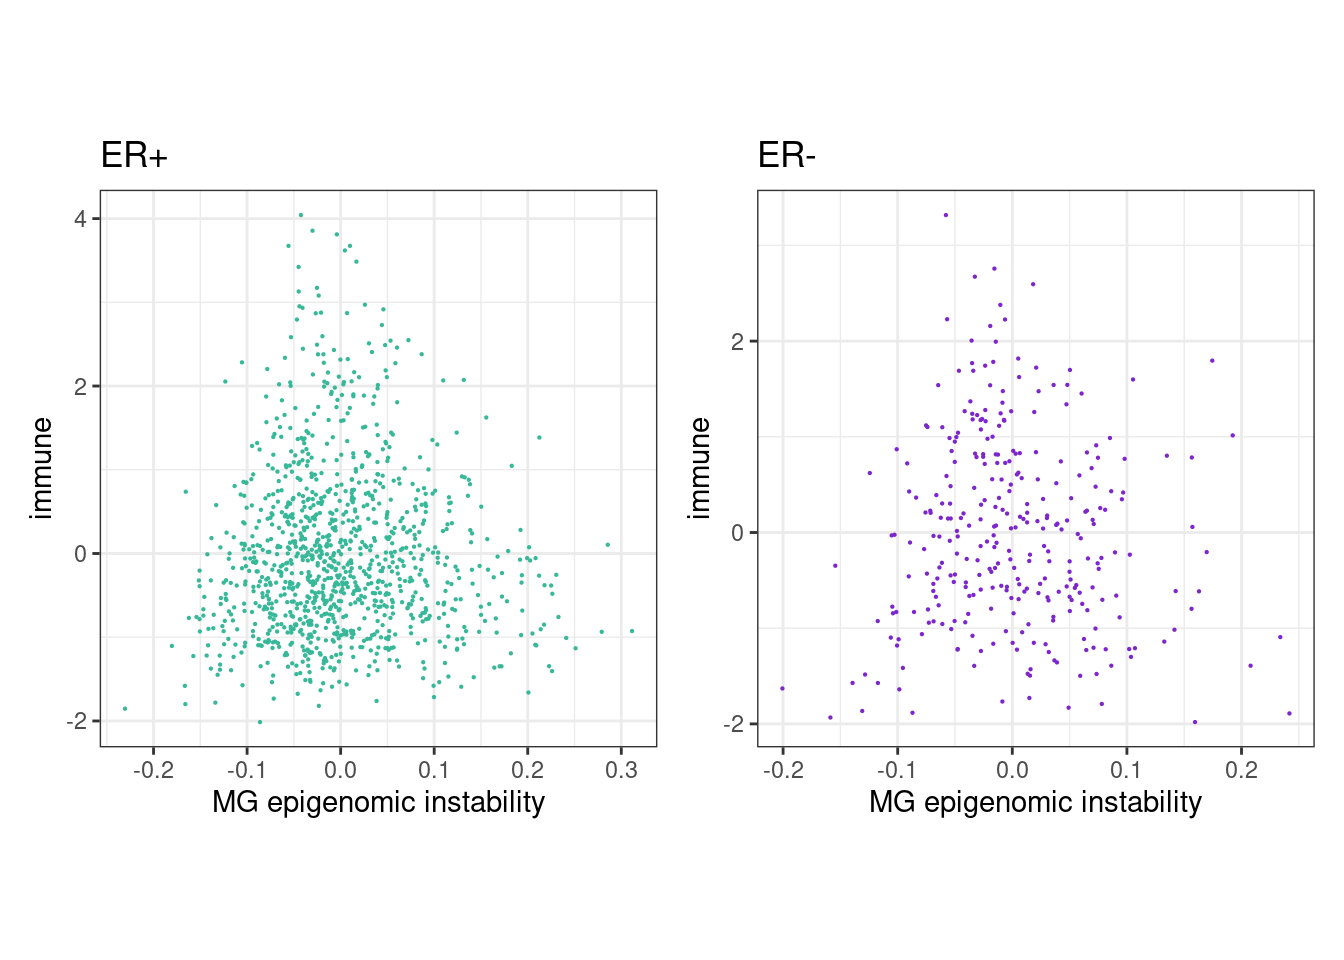 ER+
immune
4
2
0
-2
-0.2 -0.1 0.0 0.1 0.2 0.3
MG epigenomic instability
ER-
immune
2
0
-2
-0.2 -0.1 0.0 0.1 0.2
MG epigenomic instability